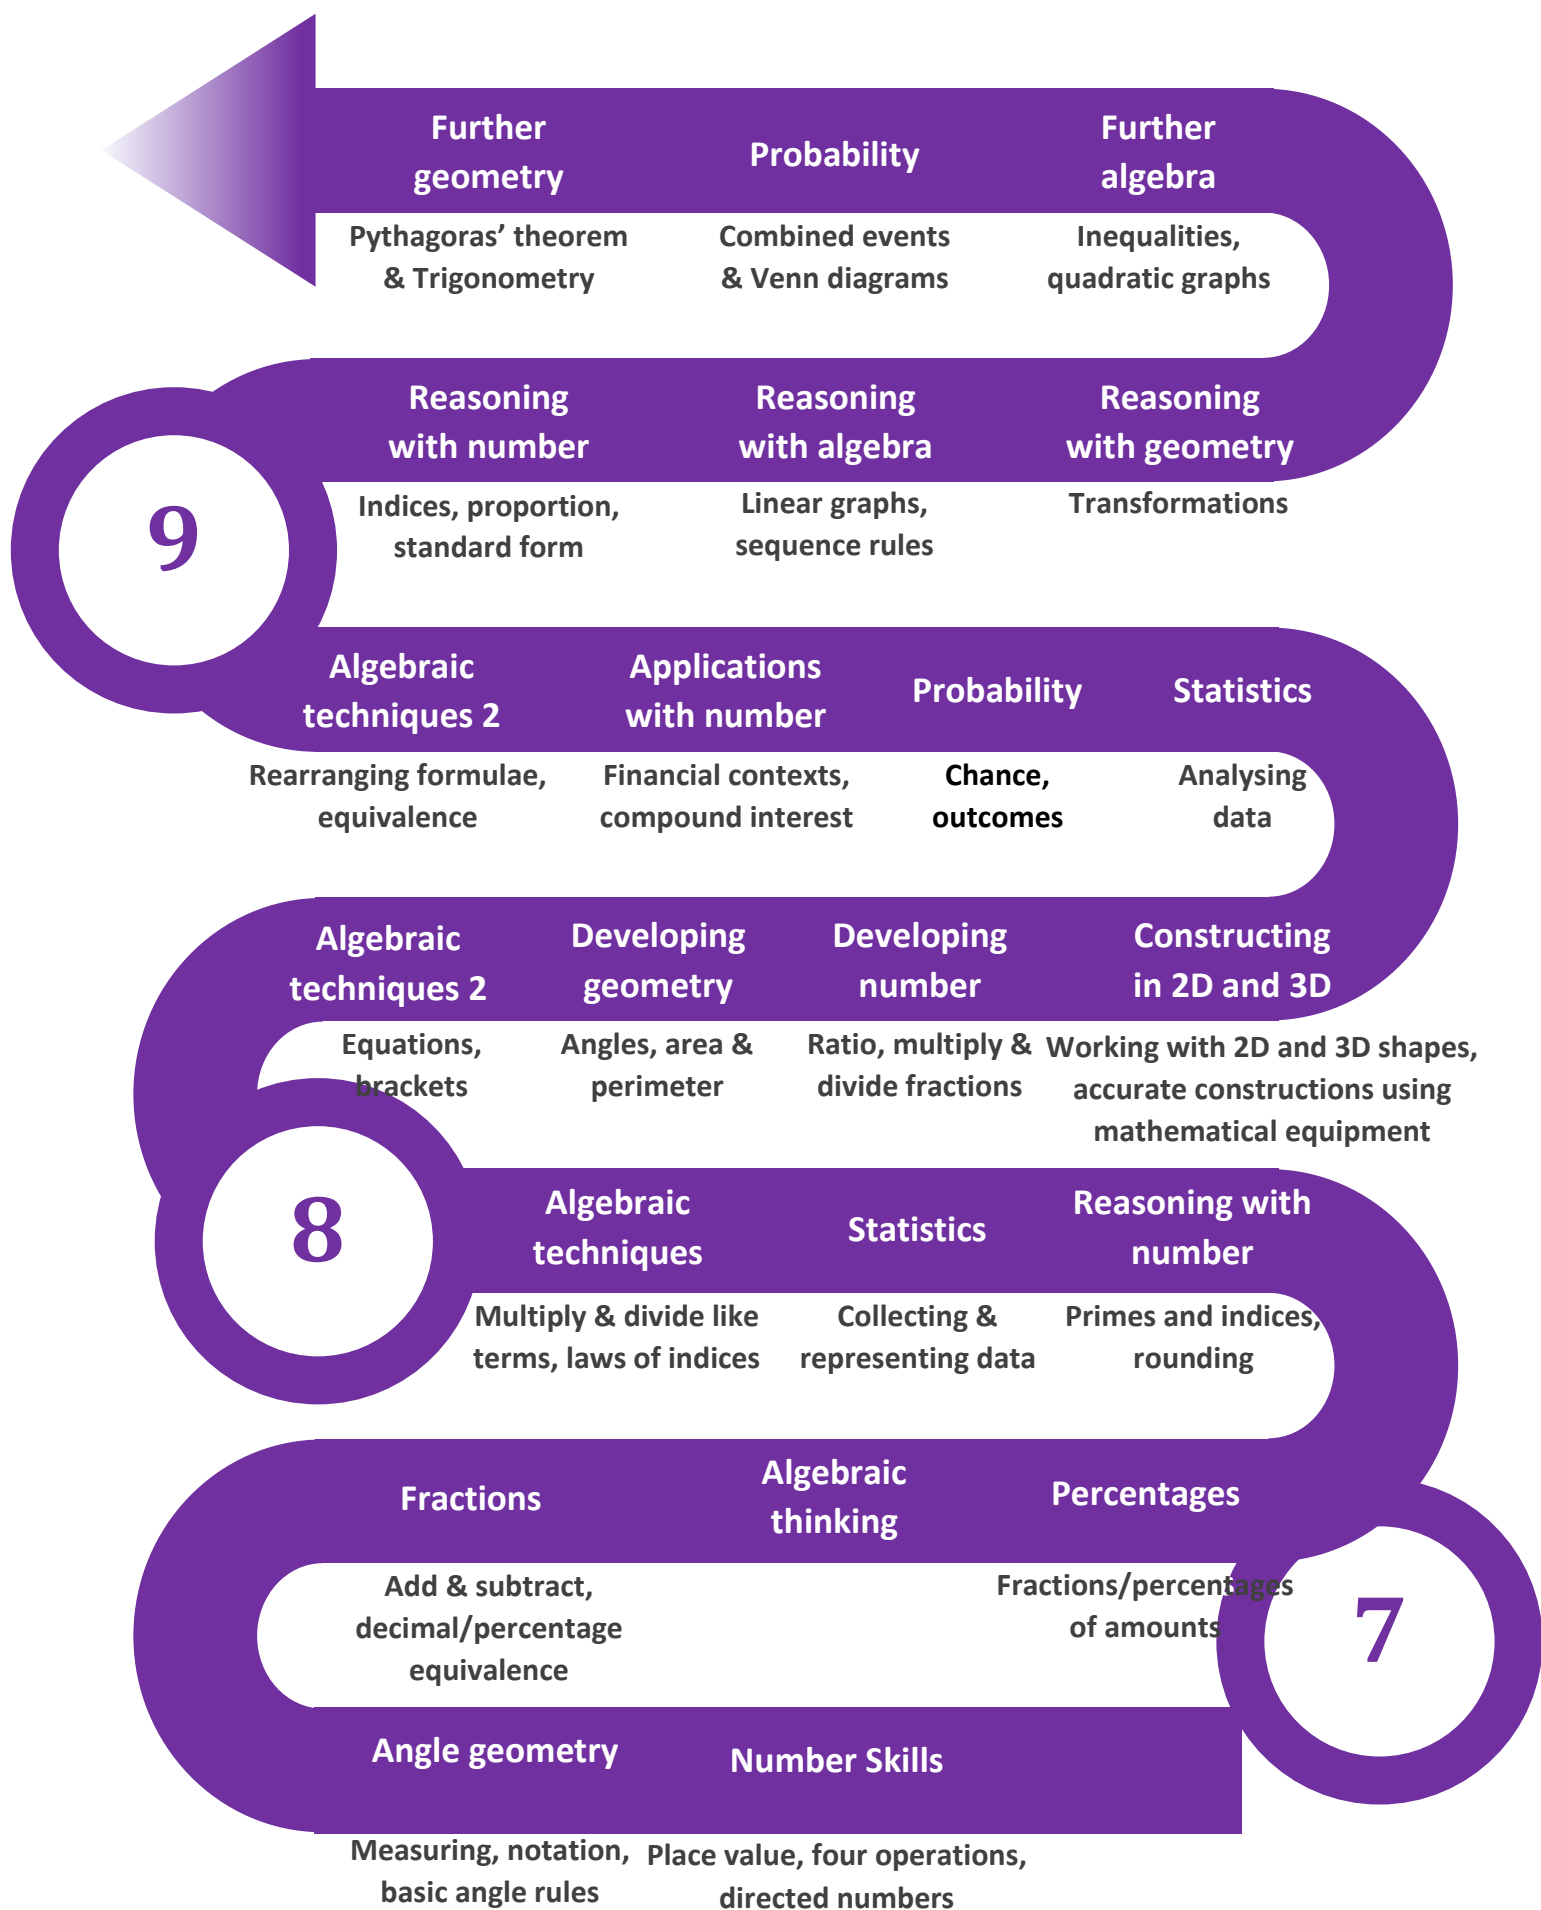 Further
geometry
Probability
Further
algebra
Pythagoras’ theorem
& Trigonometry
Combined events
& Venn diagrams
Inequalities,
quadratic graphs
Reasoning
with number
Reasoning
with algebra
Reasoning
with geometry
9
Indices, proportion,
standard form
Linear graphs,
sequence rules
Transformations
Algebraic
techniques 2
Applications
with number
Probability
Statistics
Rearranging formulae,
equivalence
Financial contexts,
compound interest
Chance,
outcomes
Analysing
data
Algebraic
techniques 2
Developing
geometry
Developing
number
Constructing
in 2D and 3D
Equations,
brackets
Angles, area &
perimeter
Ratio, multiply &
divide fractions
Working with 2D and 3D shapes,
accurate constructions using
mathematical equipment
8
Algebraic
techniques
Statistics
Reasoning with
number
Multiply & divide like
terms, laws of indices
Collecting &
representing data
Primes and indices,
rounding
Fractions
Algebraic
thinking
Percentages
Add & subtract,
decimal/percentage
equivalence
Fractions/percentages
of amounts
7
Angle geometry
Number Skills
Measuring, notation,
basic angle rules
Place value, four operations,
directed numbers